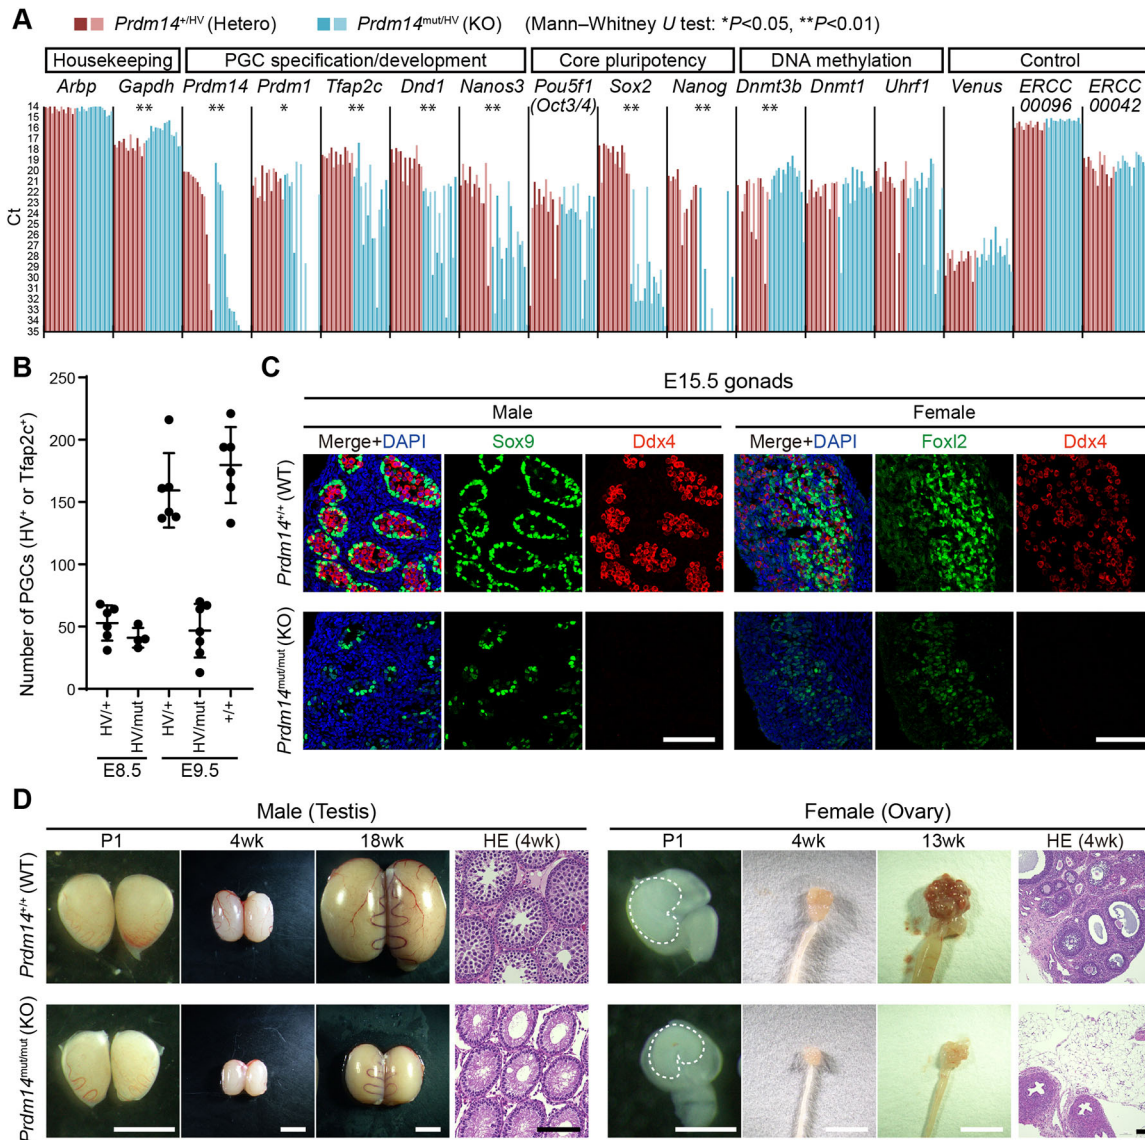 A
Prdm14+/HV (Hetero) Prdm14mut/HV (KO) (Mann–Whitney U test: *P<0.05, **P<0.01)
Housekeeping PGC specification/development Core pluripotency DNA methylation Control
Arbp Gapdh Prdm14 Prdm1 Tfap2c Dnd1 Nanos3 Pou5f1 Sox2 Nanog Dnmt3b Dnmt1 Uhrf1 Venus ERCC ERCC
** ** * ** ** ** (Oct3/4) ** ** ** 00096 00042
14
15
16
17
18
19
20
21
22
23
24
25
26
27
28
29
30
31
32
33
34
35
Ct
B
250
200
150
100
50
0
Number of PGCs (HV+ or Tfap2c+)
HV/+ HV/mut HV/+ HV/mut +/+
E8.5 E9.5
C
E15.5 gonads
Male Female
Merge+DAPI Sox9 Ddx4 Merge+DAPI Foxl2 Ddx4
Prdm14+/+ (WT)
Prdm14mut/mut (KO)
D
Male (Testis) Female (Ovary)
P1 4wk 18wk HE (4wk) P1 4wk 13wk HE (4wk)
Prdm14+/+ (WT)
Prdm14mut/mut (KO)